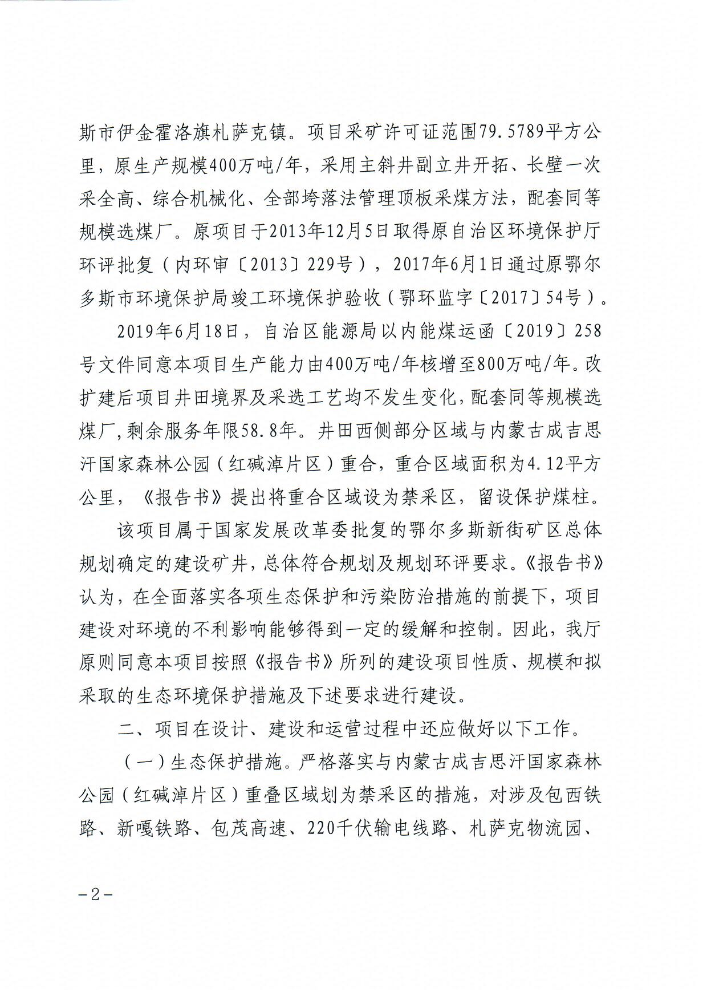 斯市伊金霍洛旗札萨克镇。项目采矿许可证范围79.5789平方公
里，原生产规模400万吨/年，采用主斜井副立井开拓、长壁一次
采全高、综合机械化、全部垮落法管理顶板采煤方法，配套同等
规模选煤厂。原项目于2013年12月5日取得原自治区环境保护厅
环评批复（内环审〔2013〕229号），2017年6月1日通过原鄂尔
多斯市环境保护局竣工环境保护验收（鄂环监字〔2017〕54号）。
2019年6月18日，自治区能源局以内能煤运函〔2019〕258
号文件同意本项目生产能力由400万吨/年核增至800万吨/年。改
扩建后项目井田境界及采选工艺均不发生变化，配套同等规模选
煤厂,剩余服务年限58.8年。井田西侧部分区域与内蒙古成吉思
汗国家森林公园（红碱淖片区）重合，重合区域面积为4.12平方
公里，《报告书》提出将重合区域设为禁采区，留设保护煤柱。
该项目属于国家发展改革委批复的鄂尔多斯新街矿区总体
规划确定的建设矿井，总体符合规划及规划环评要求。《报告书》
认为，在全面落实各项生态保护和污染防治措施的前提下，项目
建设对环境的不利影响能够得到一定的缓解和控制。因此，我厅
原则同意本项目按照《报告书》所列的建设项目性质、规模和拟
采取的生态环境保护措施及下述要求进行建设。
二、项目在设计、建设和运营过程中还应做好以下工作。
（一）生态保护措施。严格落实与内蒙古成吉思汗国家森林
公园（红碱淖片区）重叠区域划为禁采区的措施，对涉及包西铁
路、新嘎铁路、包茂高速、220千伏输电线路、札萨克物流园、
-2-